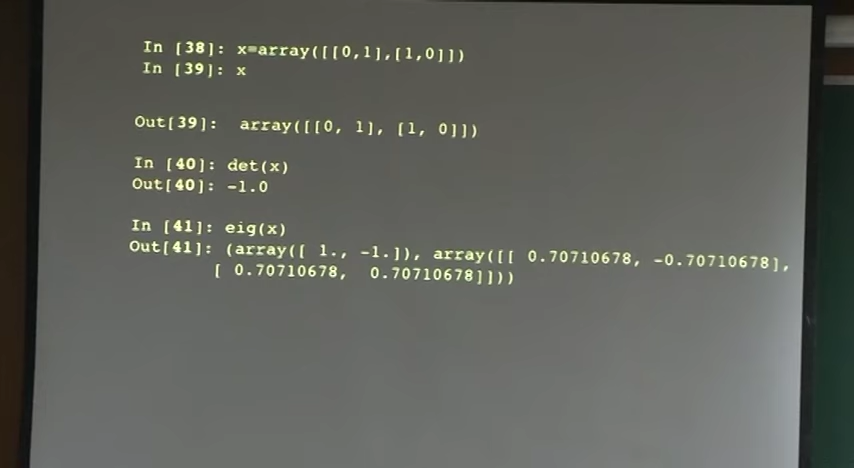 In [38]: x=array([[0,1],[1,0]])
In [39]: x
Out[39]: array([[0, 1], [1, 0]])
In [40]: det(x)
Out[40]: -1.0
In [41]: eig(x)
Out[41]: (array([ 1., -1.]), array([[ 0.70710678, -0.70710678],
[ 0.70710678, 0.70710678]]))